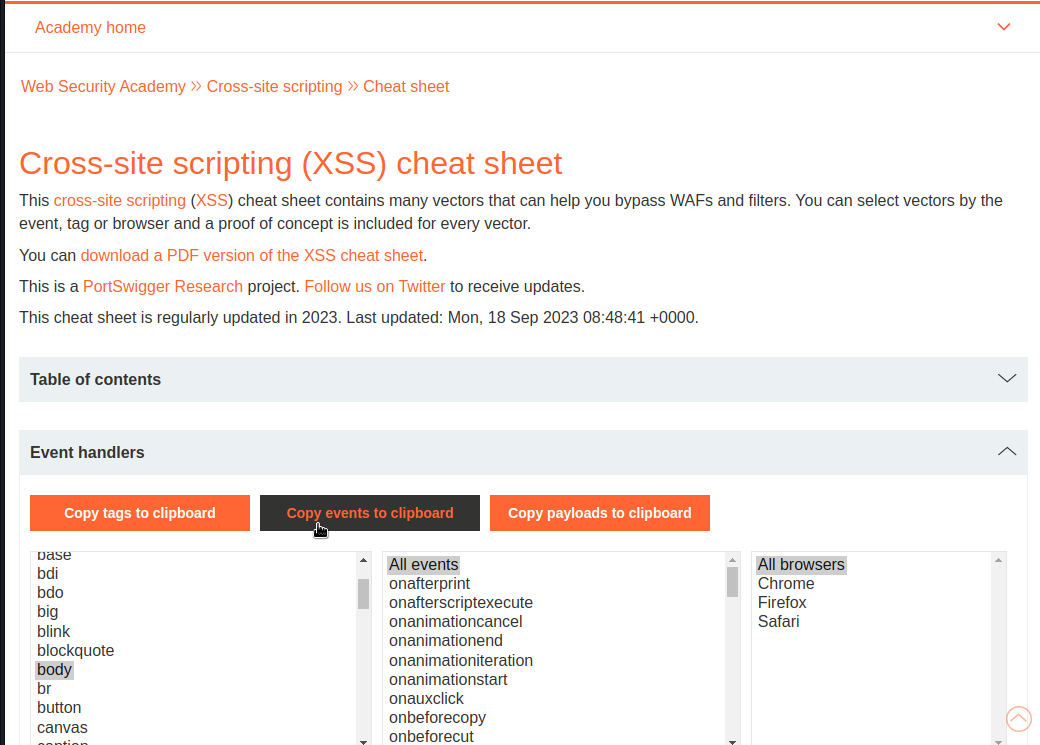 Academy home
Web Security Academy » Cross-site scripting » Cheat sheet
Cross-site scripting (XSS) cheat sheet
This cross-site scripting (XSS) cheat sheet contains many vectors that can help you bypass WAFs and filters. You can select vectors by the
event, tag or browser and a proof of concept is included for every vector.
You can download a PDF version of the XSS cheat sheet.
This is a PortSwigger Research project. Follow us on Twitter to receive updates.
This cheat sheet is regularly updated in 2023. Last updated: Mon, 18 Sep 2023 08:48:41 +0000.
Table of contents
Event handlers
Copy tags to clipboard
Copy events to clipboard
Copy payloads to clipboard
base
bdi
bdo
big
blink
blockquote
body
br
button
canvas
caption
All events
onafterprint
onafterscriptexecute
onanimationcancel
onanimationend
onanimationiteration
onanimationstart
onauxclick
onbeforecopy
onbeforecut
All browsers
Chrome
Firefox
Safari